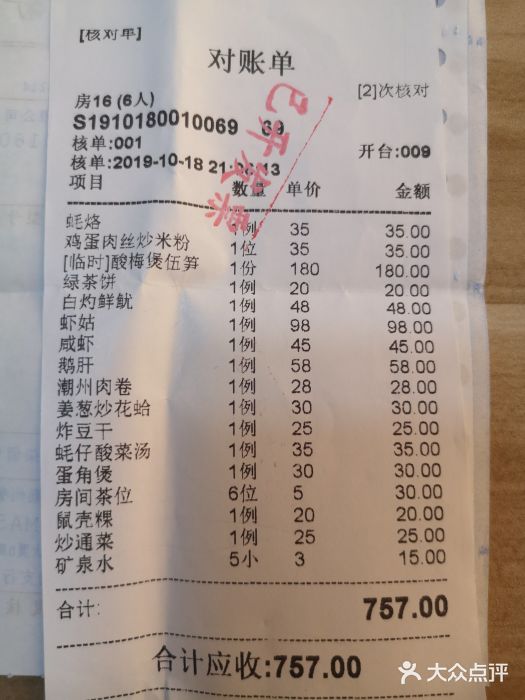 [核对单]
对账单
[2]次核对
房16 (6人)
S1910180010069 69
核单:001 开台:009
核单:2019-10-18 21: :13
已开发票
项目 数量 单价 金额
蚝烙 1例 35 35.00
鸡蛋肉丝炒米粉 1位 35 35.00
[临时]酸梅煲伍笋 1份 180 180.00
绿茶饼 1例 20 20.00
白灼鲜鱿 1例 48 48.00
虾姑 1例 98 98.00
咸虾 1例 45 45.00
鹅肝 1例 58 58.00
潮州肉卷 1例 28 28.00
姜葱炒花蛤 1例 30 30.00
炸豆干 1例 25 25.00
蚝仔酸菜汤 1例 35 35.00
蛋角煲 1例 30 30.00
房间茶位 6位 5 30.00
鼠壳粿 1例 20 20.00
炒通菜 1例 25 25.00
矿泉水 5小 3 15.00
合计: 757.00
合计应收:757.00
大众点评